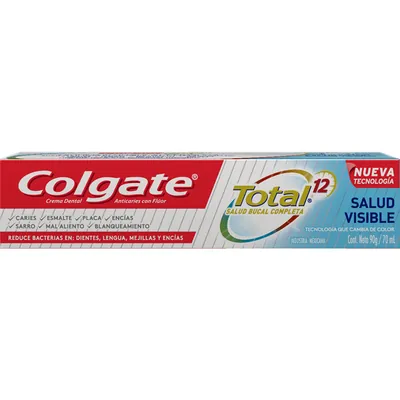 Colgate®
Crema Dental Anticaries con Flúor
✓CARIES ✓ESMALTE ✓PLACA ✓ENCÍAS
✓SARRO ✓MAL ALIENTO ✓BLANQUEAMIENTO
REDUCE BACTERIAS EN: DIENTES, LENGUA, MEJILLAS Y ENCÍAS
Total 12
SALUD BUCAL COMPLETA
INDUSTRIA MEXICANA
NUEVA
TECNOLOGÍA
SALUD
VISIBLE
TECNOLOGÍA QUE CAMBIA DE COLOR
Cont. Neto 90g / 70 mL